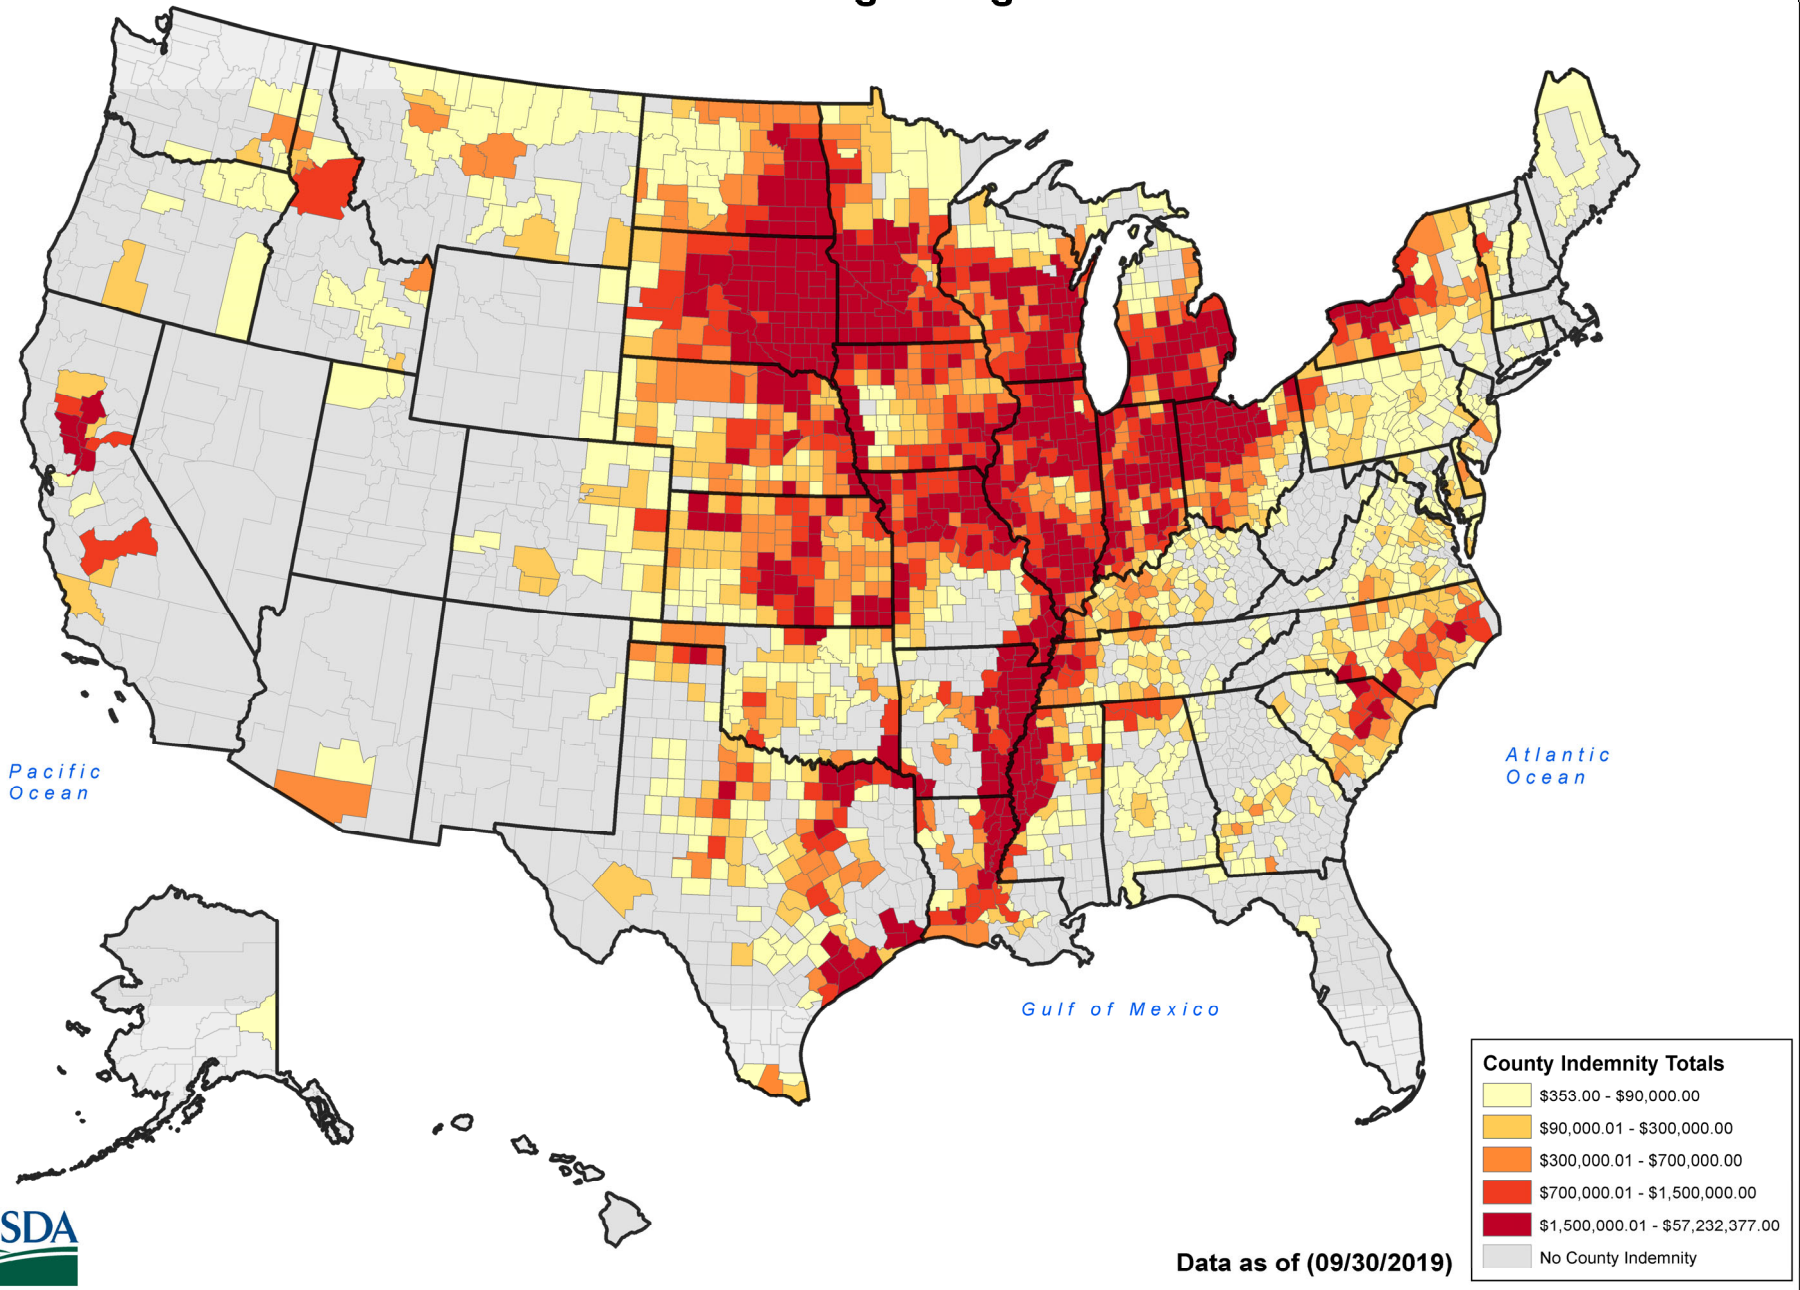 Pacific
Ocean
Atlantic
Ocean
Gulf of Mexico
County Indemnity Totals
$353.00 - $90,000.00
$90,000.01 - $300,000.00
$300,000.01 - $700,000.00
$700,000.01 - $1,500,000.00
$1,500,000.01 - $57,232,377.00
No County Indemnity
SDA
Data as of (09/30/2019)